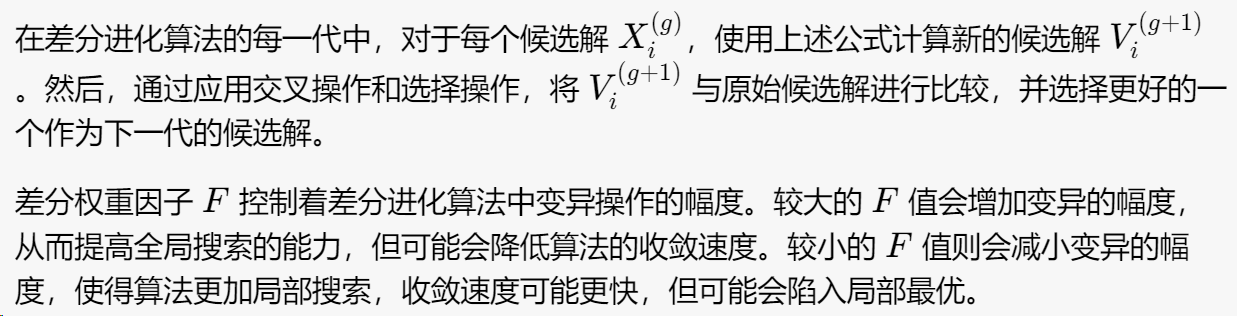 在差分进化算法的每一代中，对于每个候选解 $X_i^{(g)}$，使用上述公式计算新的候选解 $V_i^{(g+1)}$
。然后，通过应用交叉操作和选择操作，将 $V_i^{(g+1)}$ 与原始候选解进行比较，并选择更好的一
个作为下一代的候选解。
差分权重因子 $F$ 控制着差分进化算法中变异操作的幅度。较大的 $F$ 值会增加变异的幅度，
从而提高全局搜索的能力，但可能会降低算法的收敛速度。较小的 $F$ 值则会减小变异的幅
度，使得算法更加局部搜索，收敛速度可能更快，但可能会陷入局部最优。